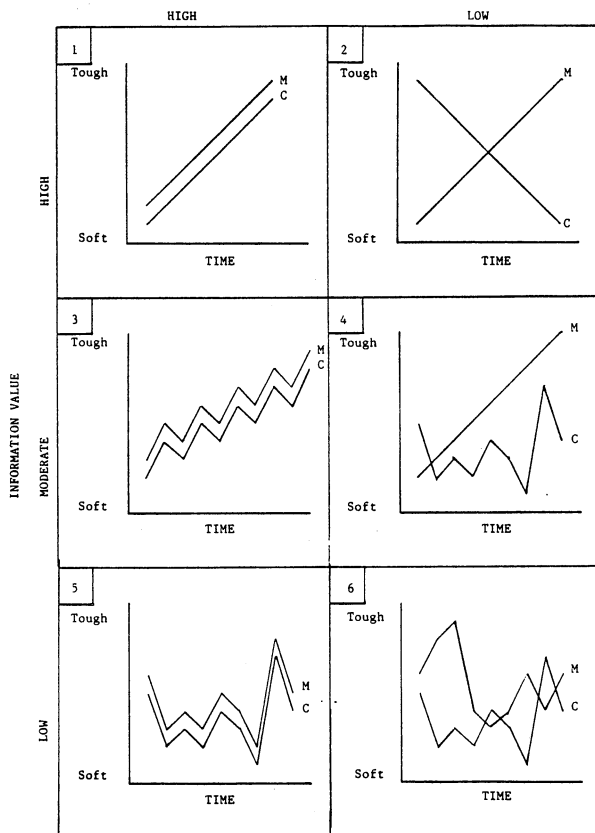 HIGH LOW
INFORMATION VALUE
HIGH
1
Tough
M
C
Soft
TIME
2
Tough
M
C
Soft
TIME
MODERATE
3
Tough
M
C
Soft
TIME
4
Tough
M
C
Soft
TIME
LOW
5
Tough
M
C
Soft
TIME
6
Tough
M
C
Soft
TIME